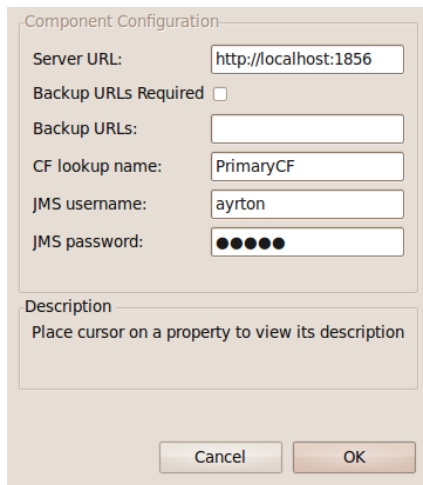 Component Configuration
Server URL: http://localhost:1856
Backup URLs Required
Backup URLs:
CF lookup name: PrimaryCF
JMS username: ayrton
JMS password: ●●●●●
Description
Place cursor on a property to view its description
Cancel OK